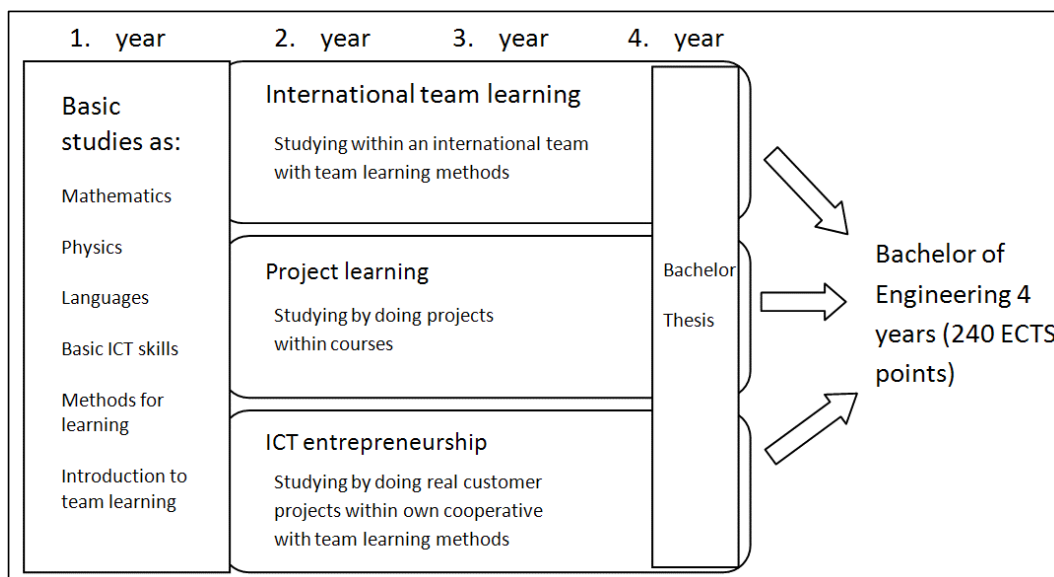 1. year 2. year 3. year 4. year
Basic
studies as:
Mathematics
Physics
Languages
Basic ICT skills
Methods for
learning
Introduction to
team learning
International team learning
Studying within an international team
with team learning methods
Project learning
Studying by doing projects
within courses
ICT entrepreneurship
Studying by doing real customer
projects within own cooperative
with team learning methods
Bachelor
Thesis
Bachelor of
Engineering 4
years (240 ECTS
points)